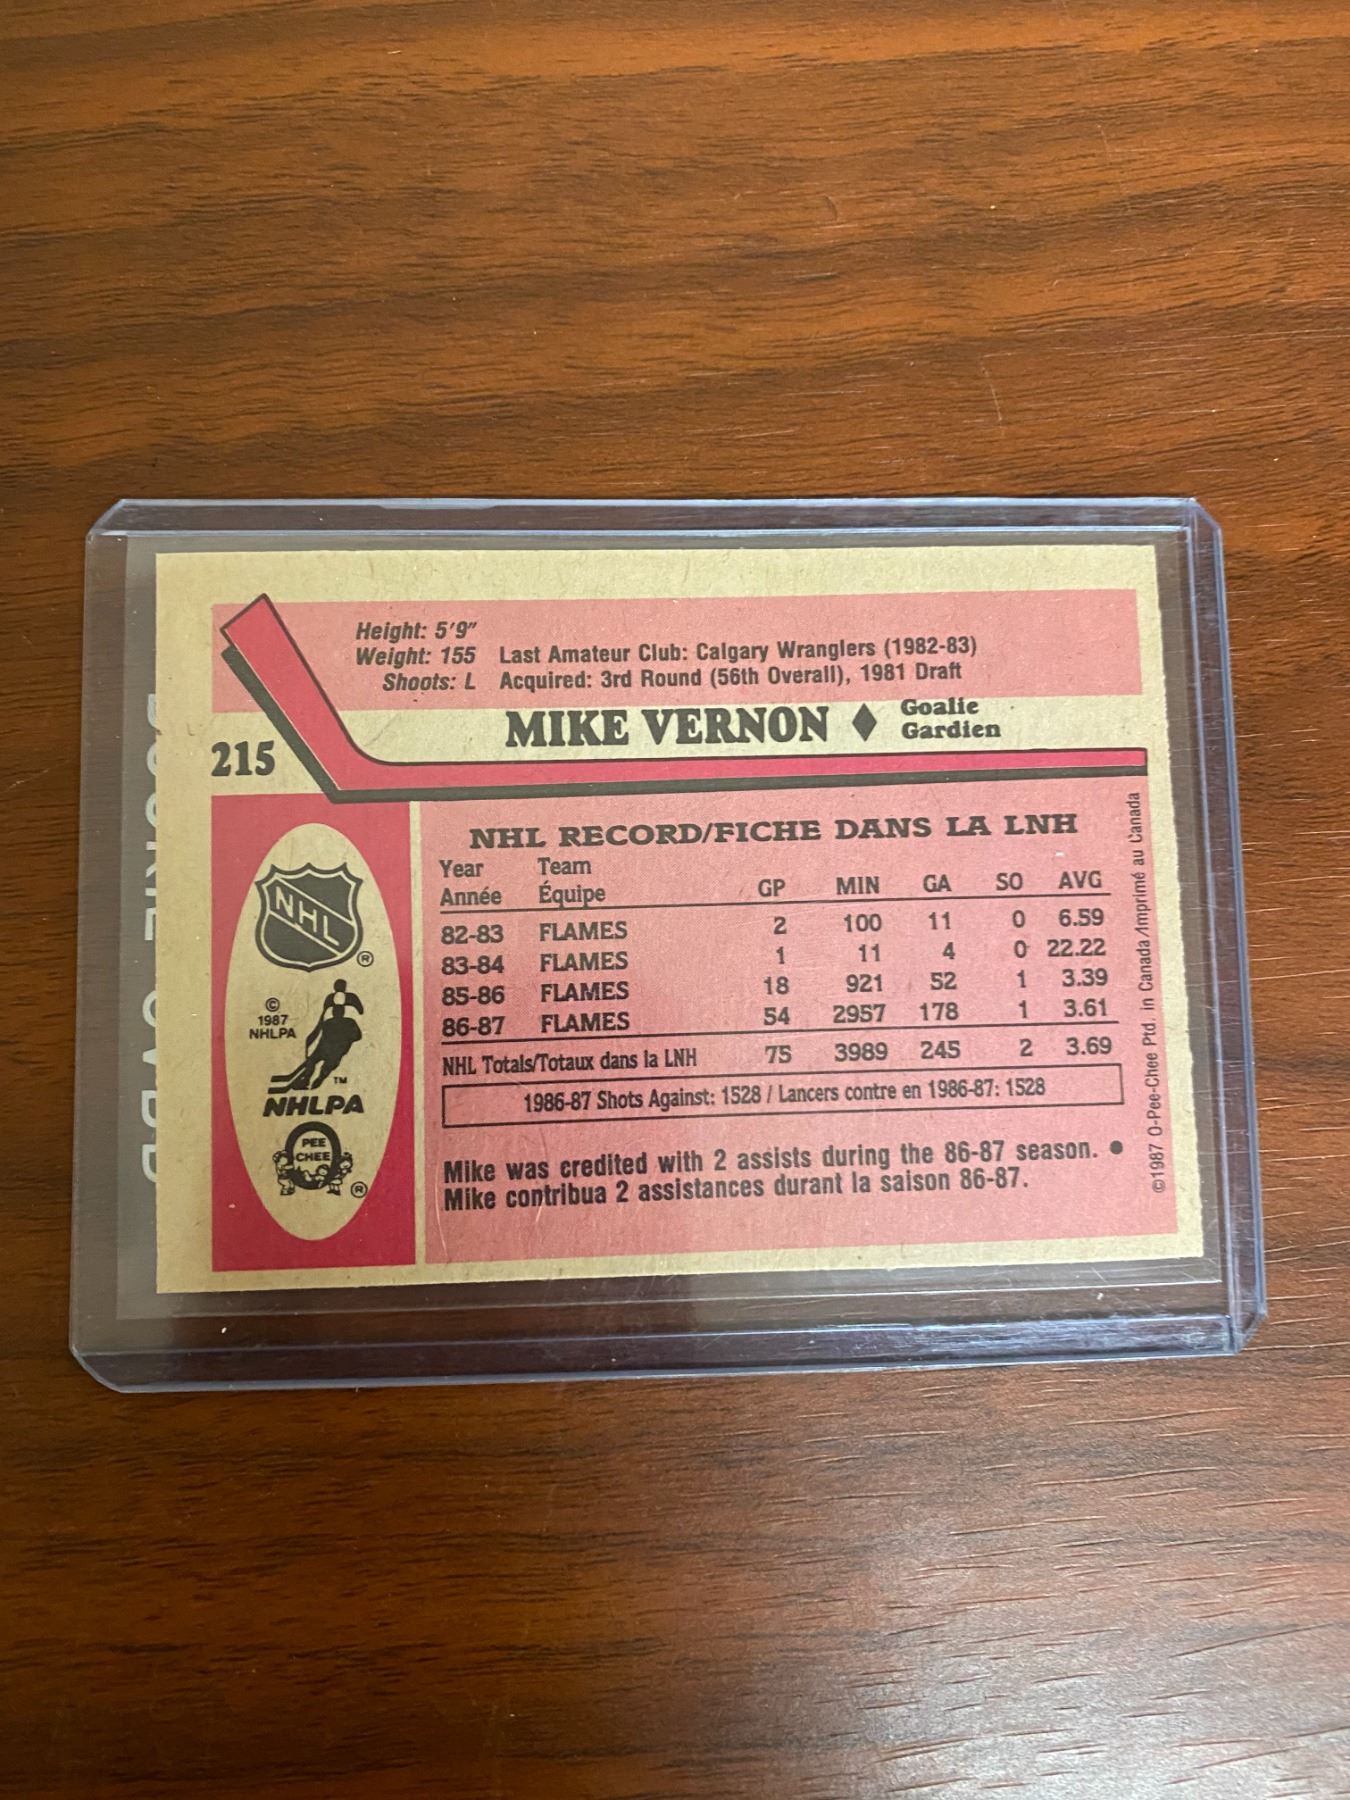 Height: 5'9"
Weight: 155 Last Amateur Club: Calgary Wranglers (1982-83)
Shoots: L Acquired: 3rd Round (56th Overall), 1981 Draft
MIKE VERNON ♦ Goalie
Gardien
215
NHL RECORD/FICHE DANS LA LNH
Year Team
Année Équipe GP MIN GA SO AVG
82-83 FLAMES 2 100 11 0 6.59
83-84 FLAMES 1 11 4 0 22.22
85-86 FLAMES 18 921 52 1 3.39
86-87 FLAMES 54 2957 178 1 3.61
NHL Totals/Totaux dans la LNH 75 3989 245 2 3.69
1986-87 Shots Against: 1528 / Lancers contre en 1986-87: 1528
Mike was credited with 2 assists during the 86-87 season. •
Mike contribua 2 assistances durant la saison 86-87.
NHL
®
©
1987
NHLPA
TM
NHLPA
O
PEE
CHEE
®
©1987 O-Pee-Chee Ptd. in Canada/Imprimé au Canada